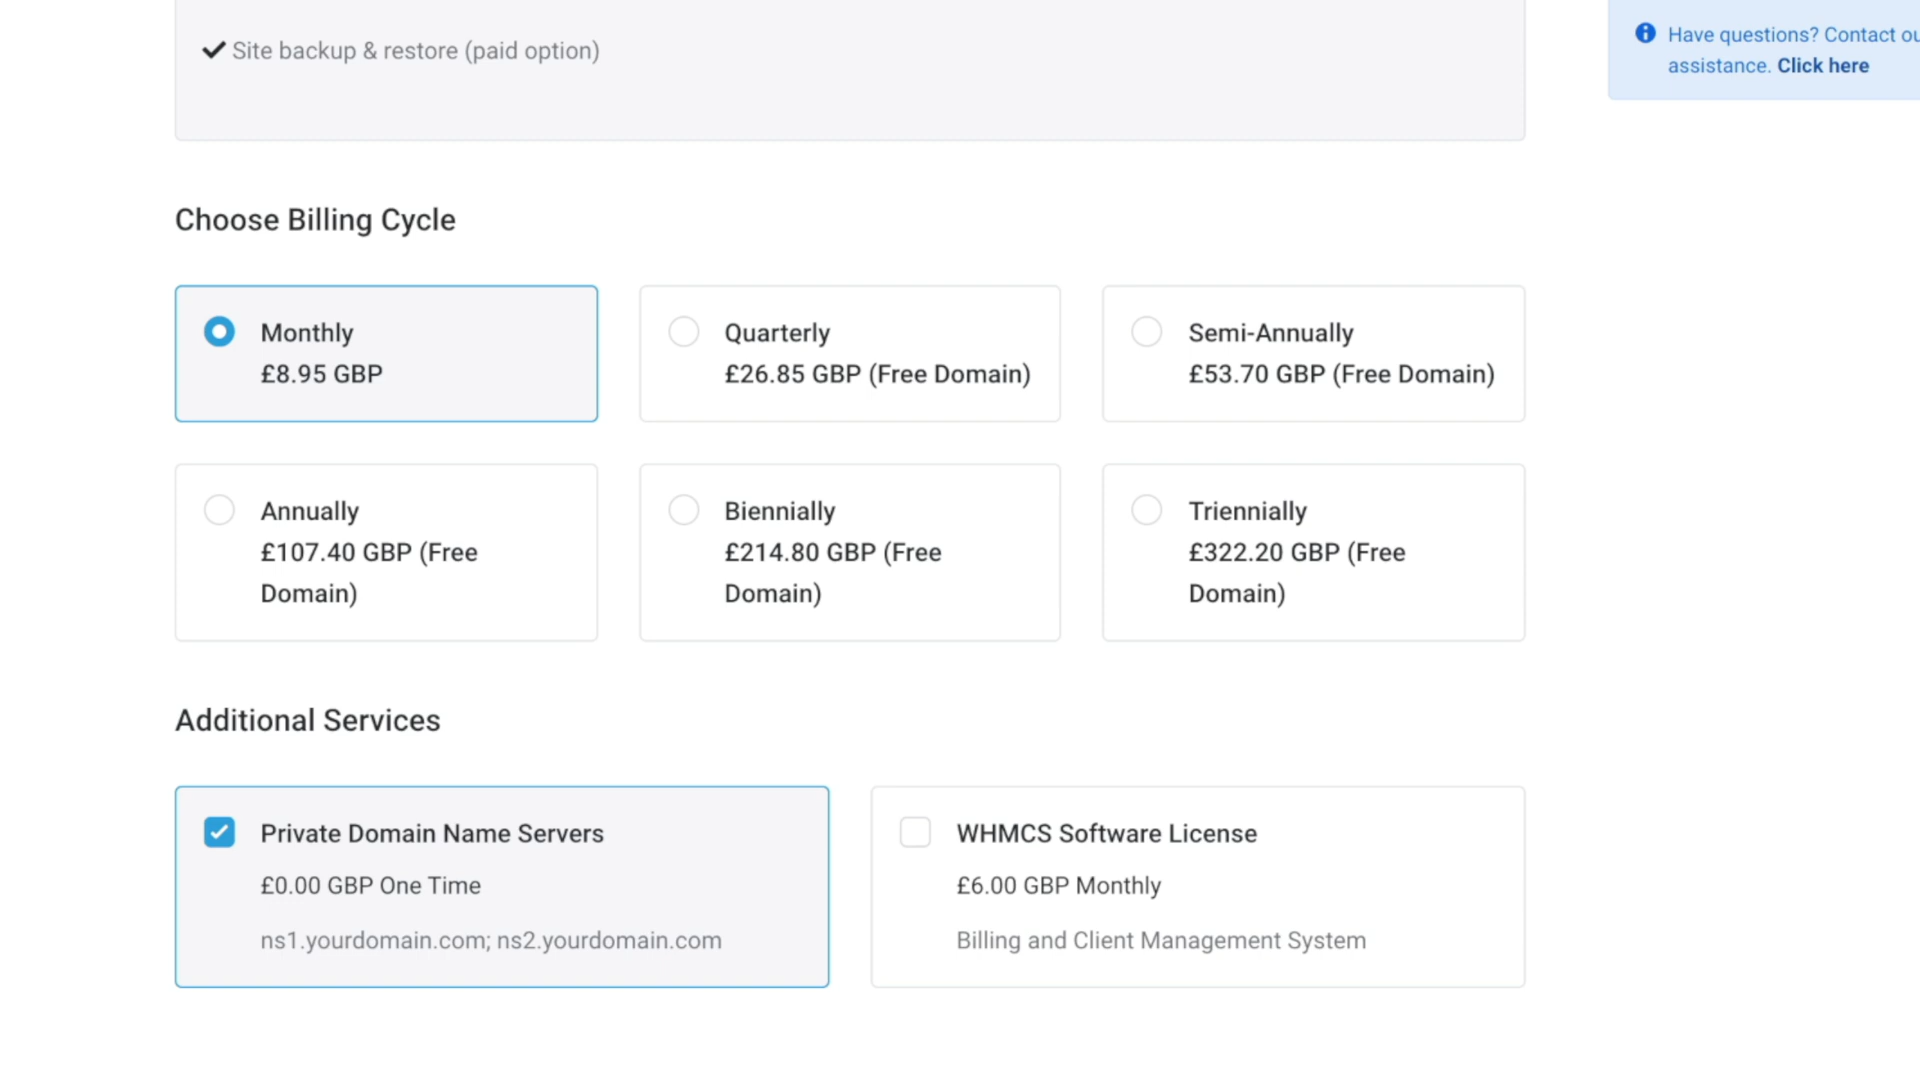 Site backup & restore (paid option)
Have questions? Contact
assistance. Click here
Choose Billing Cycle
Monthly
£8.95 GBP
Quarterly
£26.85 GBP (Free Domain)
Semi-Annually
£53.70 GBP (Free Domain)
Annually
£107.40 GBP (Free
Domain)
Biennially
£214.80 GBP (Free
Domain)
Triennially
£322.20 GBP (Free
Domain)
Additional Services
Private Domain Name Servers
£0.00 GBP One Time
ns1.yourdomain.com; ns2.yourdomain.com
WHMCS Software License
£6.00 GBP Monthly
Billing and Client Management System